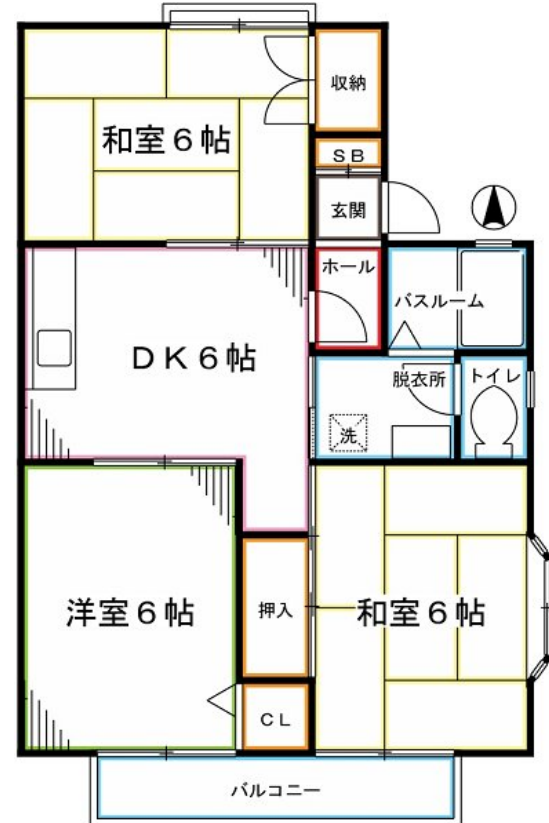 収納
和室6帖
SB
玄関
ホール
バスルーム
DK6帖
脱衣所
トイレ
洗
洋室6帖
押入
和室6帖
CL
バルコニー